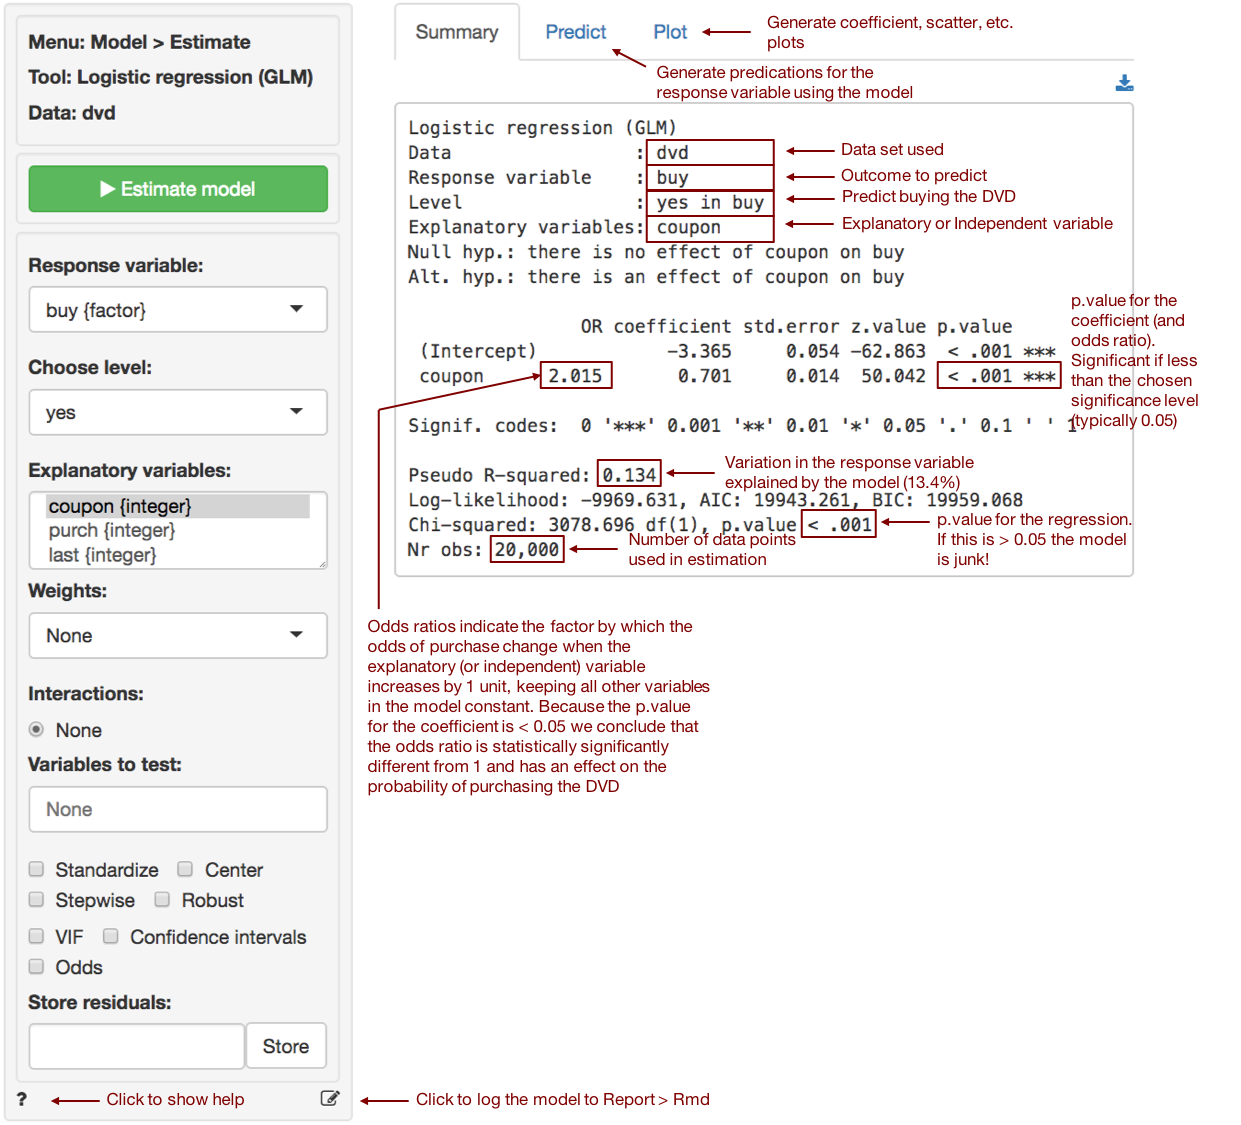 Menu: Model > Estimate
Tool: Logistic regression (GLM)
Data: dvd
Estimate model
Response variable:
buy {factor}
Choose level:
yes
Explanatory variables:
coupon {integer}
purch {integer}
last {integer}
Weights:
None
Interactions:
None
Variables to test:
None
Standardize Center
Stepwise Robust
VIF Confidence intervals
Odds
Store residuals:
Store
?
Click to show help
Click to log the model to Report > Rmd
Summary Predict Plot
Generate coefficient, scatter, etc.
plots
Generate predications for the
response variable using the model
Logistic regression (GLM)
Data : dvd
Data set used
Response variable : buy
Outcome to predict
Level : yes in buy
Predict buying the DVD
Explanatory variables: coupon
Explanatory or Independent variable
Null hyp.: there is no effect of coupon on buy
Alt. hyp.: there is an effect of coupon on buy
OR coefficient std.error z.value p.value
(Intercept) -3.365 0.054 -62.863 < .001 ***
coupon 2.015 0.701 0.014 50.042 < .001 ***
p.value for the
coefficient (and
odds ratio).
Significant if less
than the chosen
significance level
(typically 0.05)
Signif. codes: 0 '***' 0.001 '**' 0.01 '*' 0.05 '.' 0.1 ' ' 1
Pseudo R-squared: 0.134
Variation in the response variable
explained by the model (13.4%)
Log-likelihood: -9969.631, AIC: 19943.261, BIC: 19959.068
Chi-squared: 3078.696 df(1), p.value < .001
p.value for the regression.
If this is > 0.05 the model
is junk!
Nr obs: 20,000
Number of data points
used in estimation
Odds ratios indicate the factor by which the
odds of purchase change when the
explanatory (or independent) variable
increases by 1 unit, keeping all other variables
in the model constant. Because the p.value
for the coefficient is < 0.05 we conclude that
the odds ratio is statistically significantly
different from 1 and has an effect on the
probability of purchasing the DVD